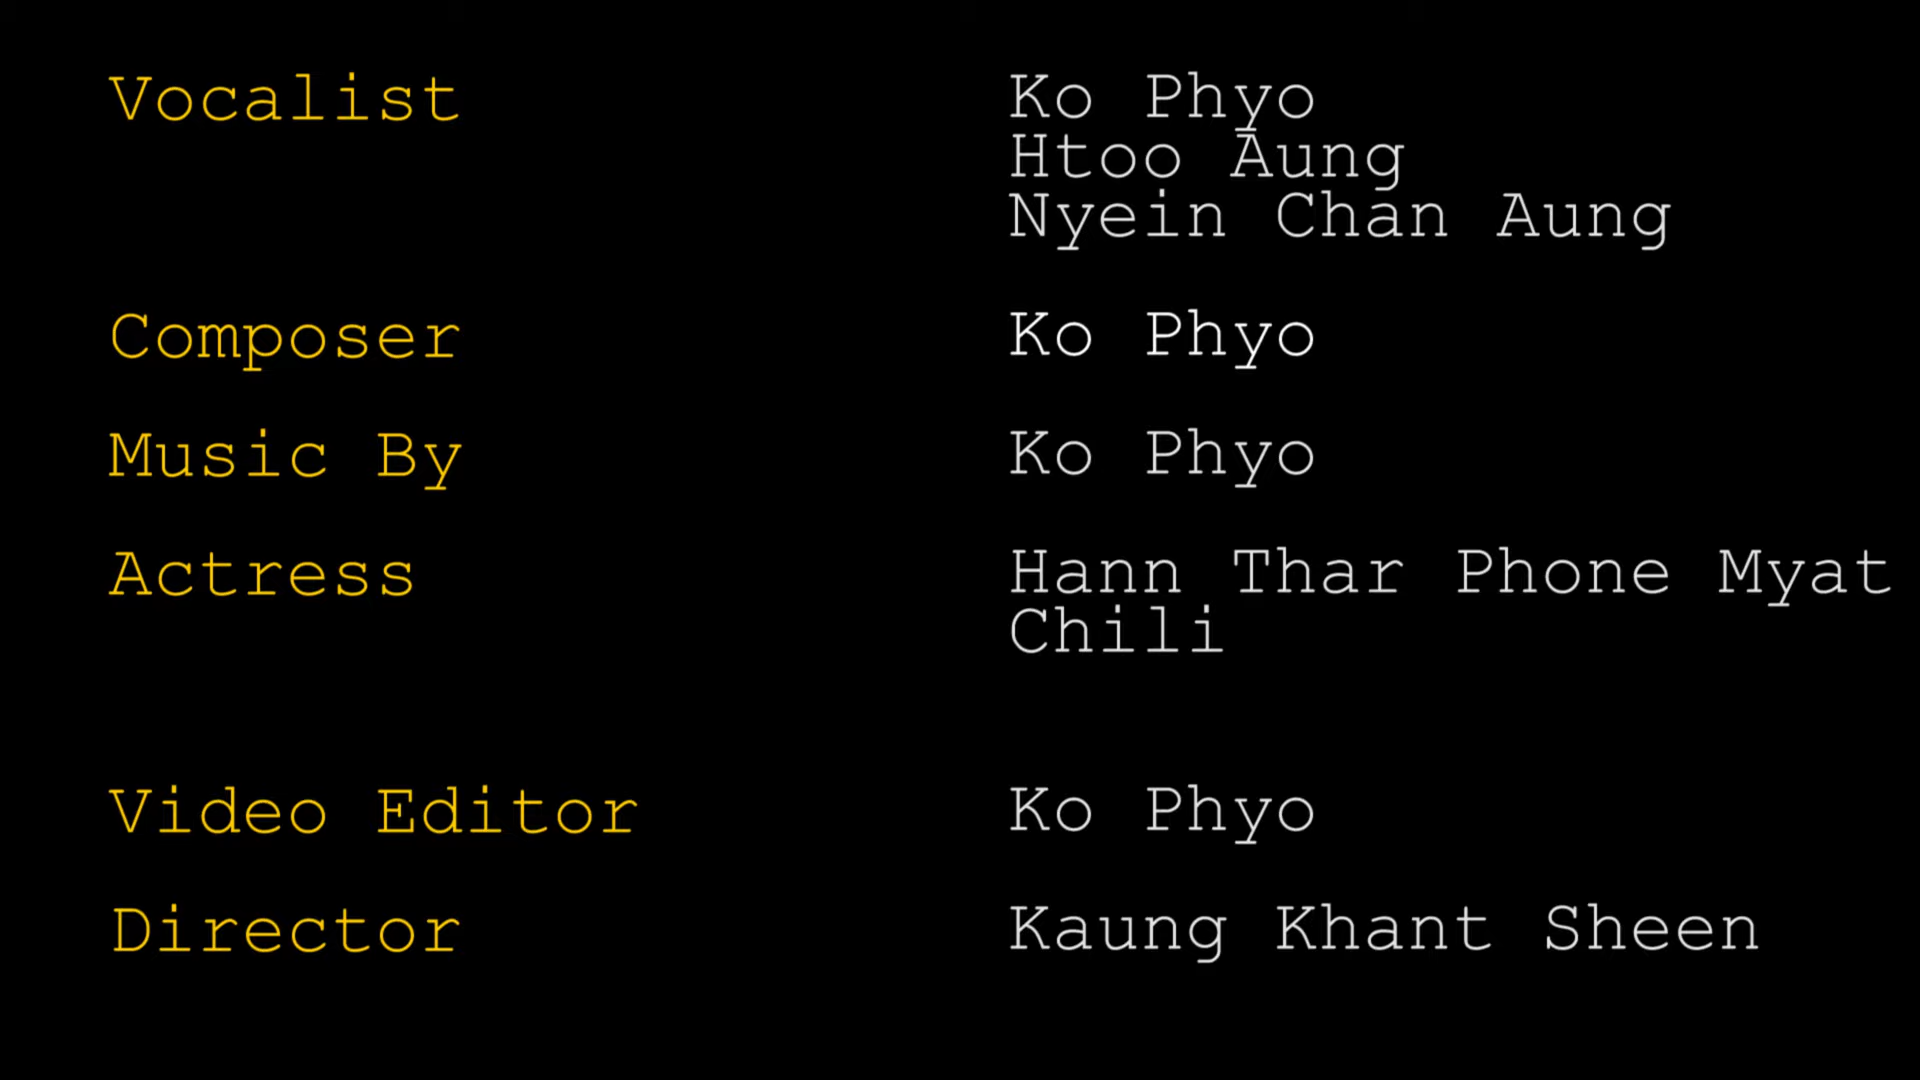 Vocalist Ko Phyo
Htoo Aung
Nyein Chan Aung
Composer Ko Phyo
Music By Ko Phyo
Actress Hann Thar Phone Myat
Chili
Video Editor Ko Phyo
Director Kaung Khant Sheen